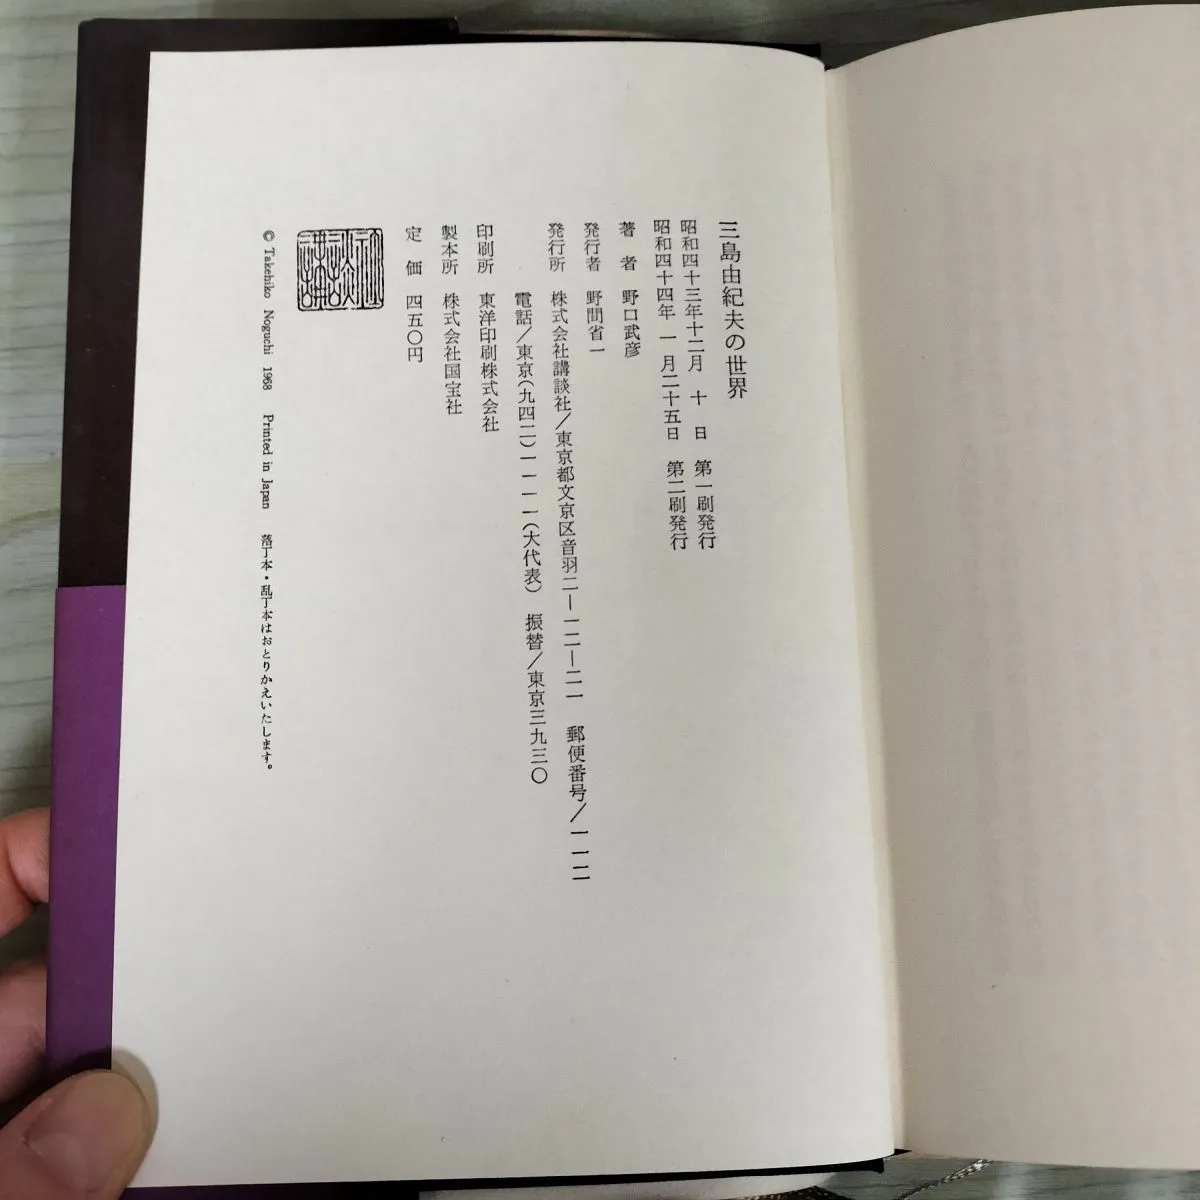 三島由紀夫の世界
昭和四十三年十二月 十 日 第一刷発行
昭和四十四年 一 月二十五日 第二刷発行
著 者 野口武彦
発行者 野間省一
発行所 株式会社講談社/東京都文京区音羽二―一二―二一 郵便番号/一一二
電話/東京(九四二)一一一一(大代表) 振替/東京三九三〇
印刷所 東洋印刷株式会社
製本所 株式会社国宝社
定 価 四五〇円
講談社
© Takehiko Noguchi 1968 Printed in Japan 落丁本・乱丁本はおとりかえいたします。